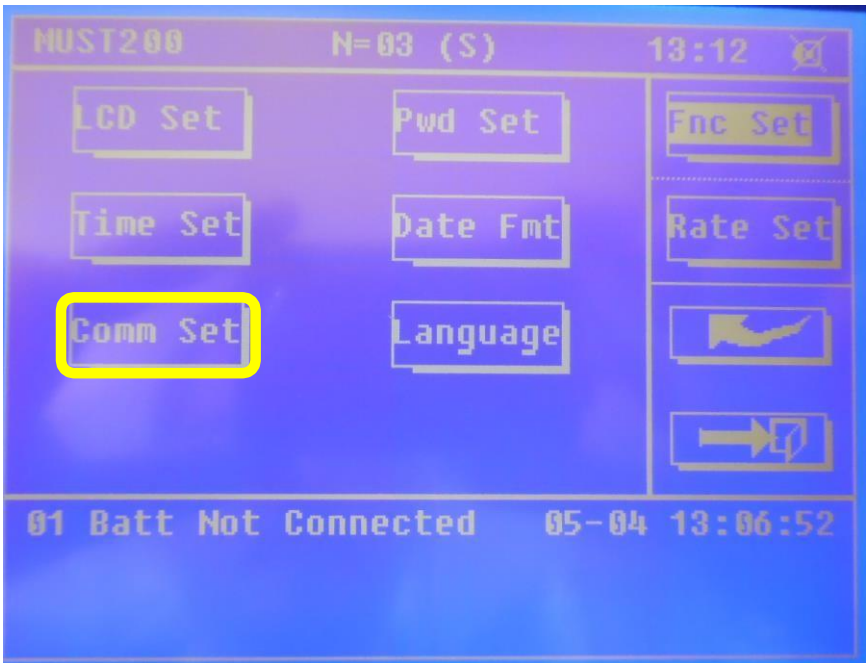 MUST200 N=03 (S) 13:12
LCD Set Pwd Set Fnc Set
Time Set Date Fmt Rate Set
Comm Set Language
01 Batt Not Connected 05-04 13:06:52